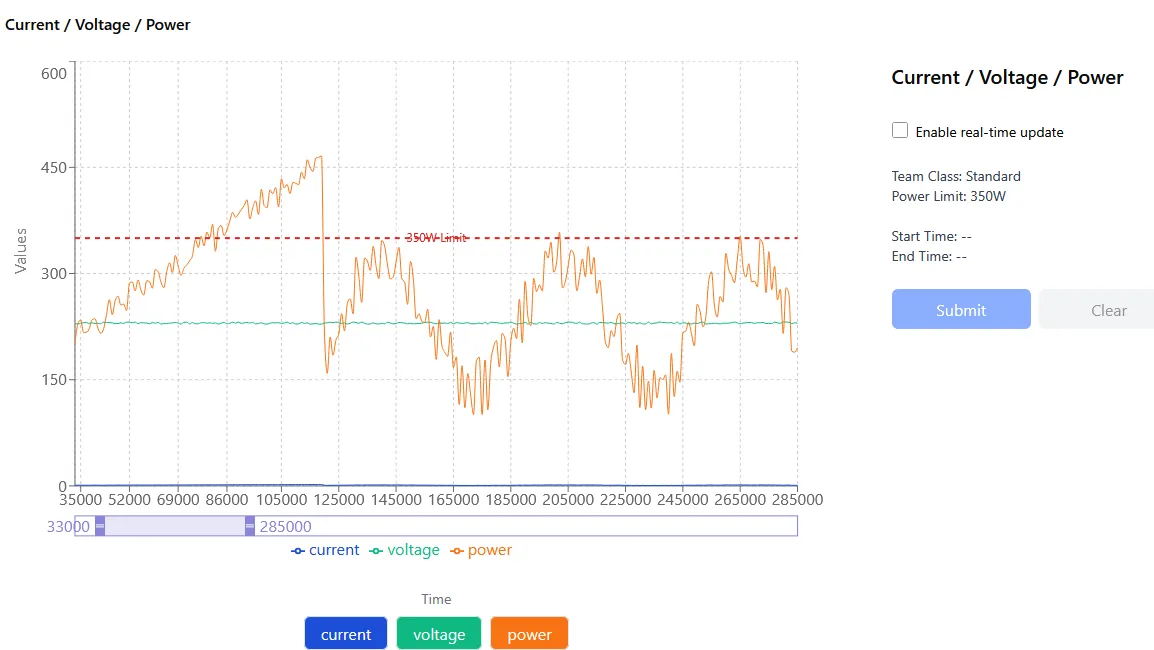 Current / Voltage / Power
600
450
300
150
0
Values
350W Limit
35000 52000 69000 86000 105000 125000 145000 165000 185000 205000 225000 245000 265000 285000
33000 285000
current voltage power
Time
current voltage power
Current / Voltage / Power
Enable real-time update
Team Class: Standard
Power Limit: 350W
Start Time: --
End Time: --
Submit Clear